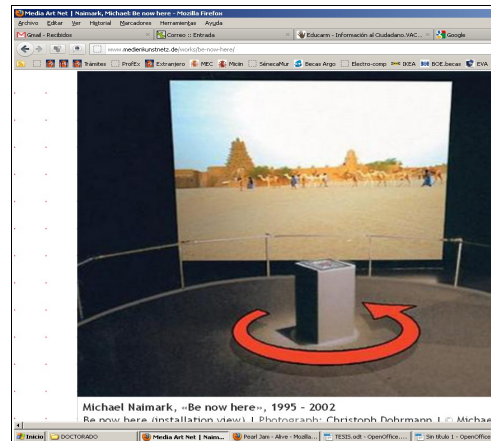 Media Art Net | Naimark, Michael: Be now here - Mozilla Firefox
Archivo Editar Ver Historial Marcadores Herramientas Ayuda
Gmail - Recibidos Correo :: Entrada Educarm - Información al Ciudadano.VAC... Google
www.medienkunstnetz.de/works/be-now-here/
Trámites ProfEx Extranjero MEC Micin SénecaMur Becas Argo Electro-comp IKEA BOE.becas EVA
Michael Naimark, «Be now here», 1995 - 2002
Be now here (installation view) | Photograph: Christoph Dohrmann | © Michae
Inicio DOCTORADO Media Art Net | Naim... Pearl Jam - Alive - Mozilla... TESIS.odt - OpenOffice.... Sin título 1 - OpenOffic